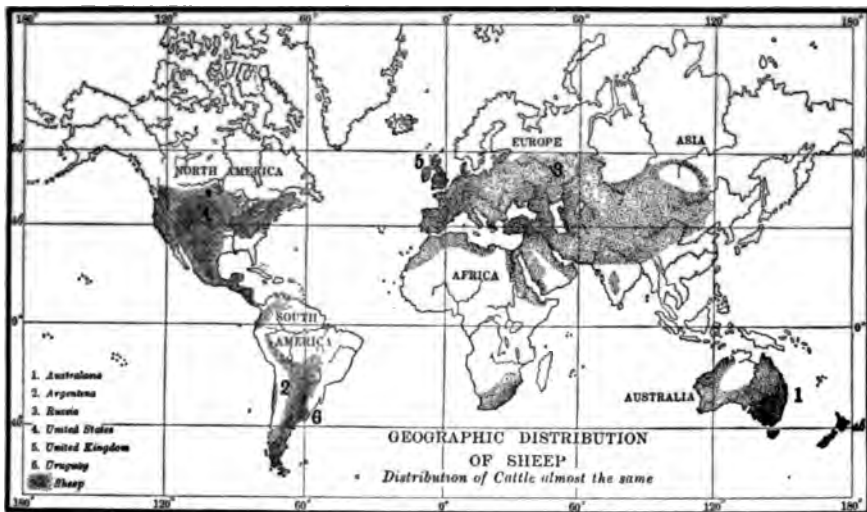 180° 120° 60° 0° 60° 120° 180°
60 60
40 40
0° 0°
40 40
NORTH AMERICA
EUROPE
ASIA
AFRICA
SOUTH
AMERICA
AUSTRALIA
5
3
4
2
6
1
1. Australasia
2. Argentena
3. Russia
4. United States
5. United Kingdom
6. Uruguay
Sheep
GEOGRAPHIC DISTRIBUTION
OF SHEEP
Distribution of Cattle almost the same
180° 120° 60° 0° 60° 120° 180°